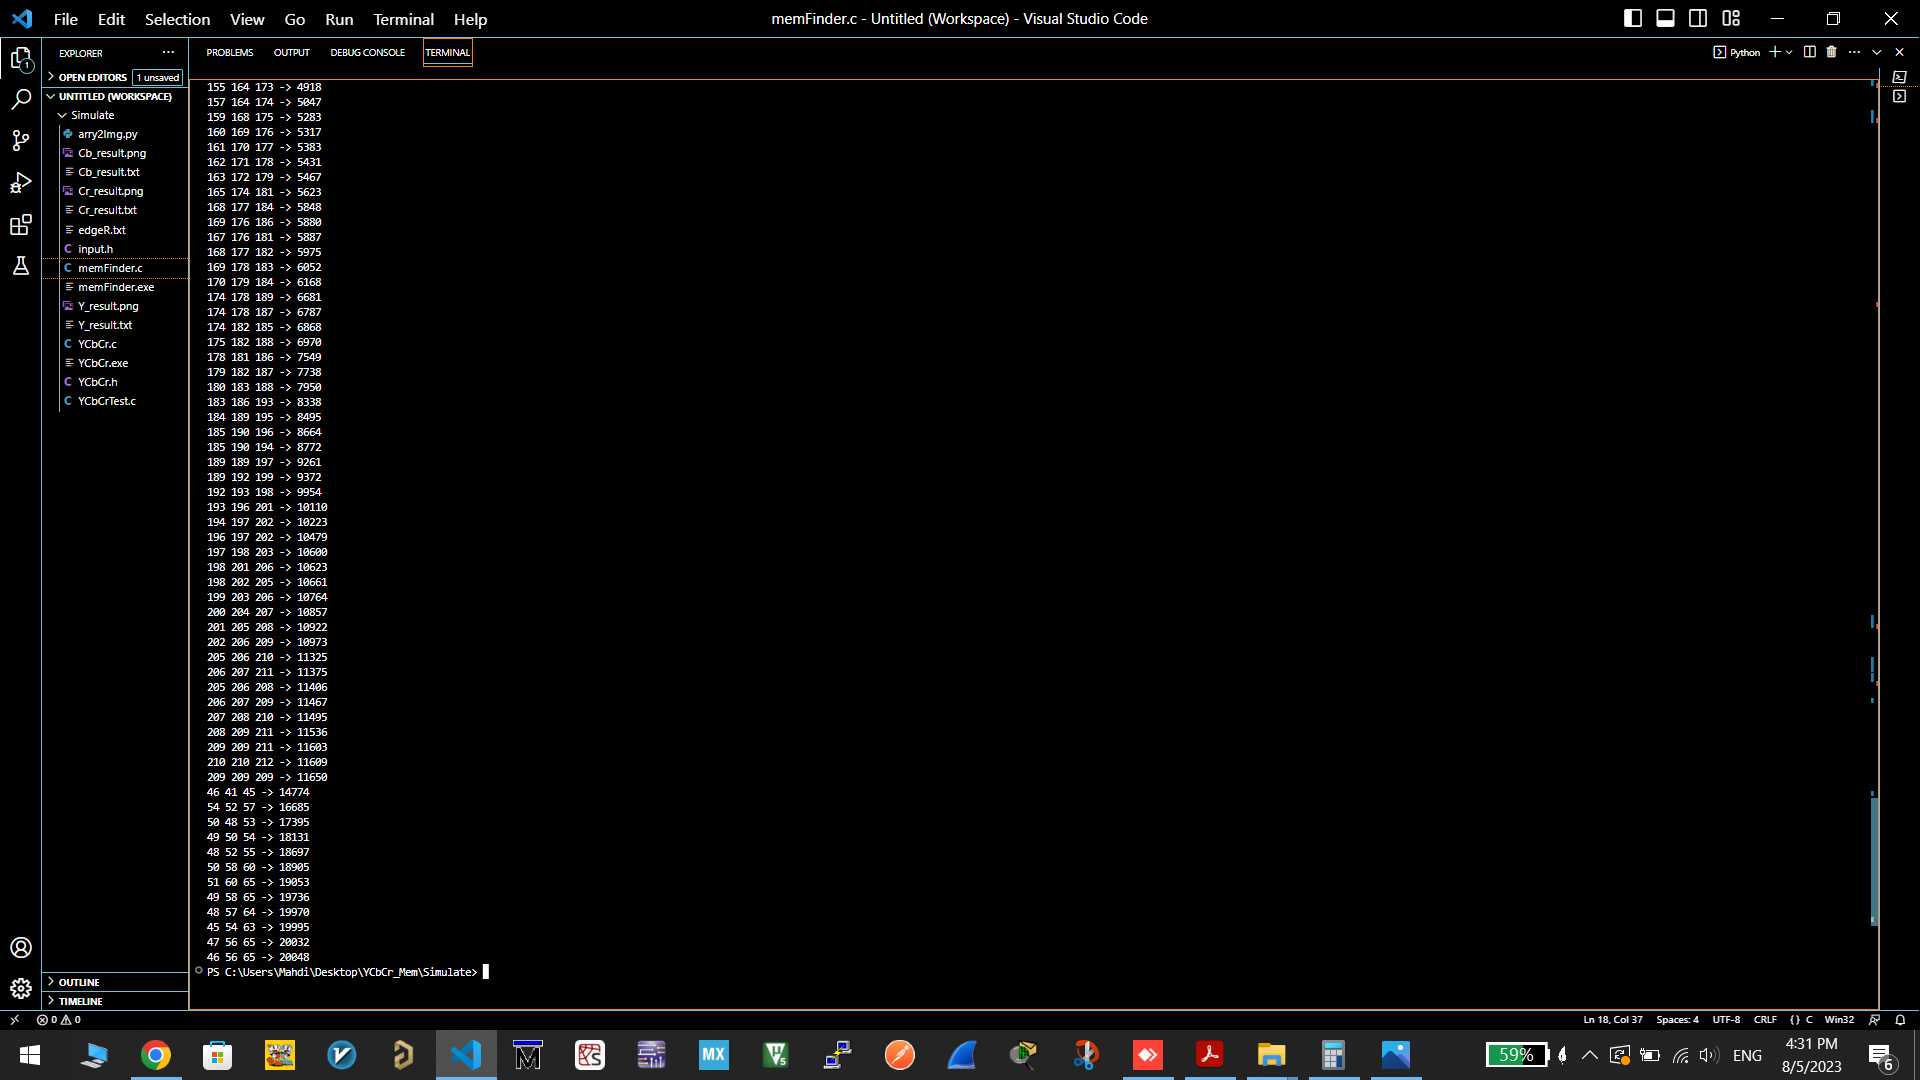 File Edit Selection View Go Run Terminal Help
memFinder.c - Untitled (Workspace) - Visual Studio Code
EXPLORER
OPEN EDITORS 1 unsaved
UNTITLED (WORKSPACE)
Simulate
arry2Img.py
Cb_result.png
Cb_result.txt
Cr_result.png
Cr_result.txt
edgeR.txt
input.h
memFinder.c
memFinder.exe
Y_result.png
Y_result.txt
YCbCr.c
YCbCr.exe
YCbCr.h
YCbCrTest.c
OUTLINE
TIMELINE
PROBLEMS OUTPUT DEBUG CONSOLE TERMINAL
Python
155 164 173 -> 4918
157 164 174 -> 5047
159 168 175 -> 5283
160 169 176 -> 5317
161 170 177 -> 5383
162 171 178 -> 5431
163 172 179 -> 5467
165 174 181 -> 5623
168 177 184 -> 5848
169 176 186 -> 5880
167 176 181 -> 5887
168 177 182 -> 5975
169 178 183 -> 6052
170 179 184 -> 6168
174 178 189 -> 6681
174 178 187 -> 6787
174 182 185 -> 6868
175 182 188 -> 6970
178 181 186 -> 7549
179 182 187 -> 7738
180 183 188 -> 7950
183 186 193 -> 8338
184 189 195 -> 8495
185 190 196 -> 8664
185 190 194 -> 8772
189 189 197 -> 9261
189 192 199 -> 9372
192 193 198 -> 9954
193 196 201 -> 10110
194 197 202 -> 10223
196 197 202 -> 10479
197 198 203 -> 10600
198 201 206 -> 10623
198 202 205 -> 10661
199 203 206 -> 10764
200 204 207 -> 10857
201 205 208 -> 10922
202 206 209 -> 10973
205 206 210 -> 11325
206 207 211 -> 11375
205 206 208 -> 11406
206 207 209 -> 11467
207 208 210 -> 11495
208 209 211 -> 11536
209 209 211 -> 11603
210 210 212 -> 11609
209 209 209 -> 11650
46 41 45 -> 14774
54 52 57 -> 16685
50 48 53 -> 17395
49 50 54 -> 18131
48 52 55 -> 18697
50 58 60 -> 18905
51 60 65 -> 19053
49 58 65 -> 19736
48 57 64 -> 19970
45 54 63 -> 19995
47 56 65 -> 20032
46 56 65 -> 20048
PS C:\Users\Mahdi\Desktop\YCbCr_Mem\Simulate>
0 0
Ln 18, Col 37 Spaces: 4 UTF-8 CRLF {} C Win32
MX
59%
ENG
4:31 PM
8/5/2023
6